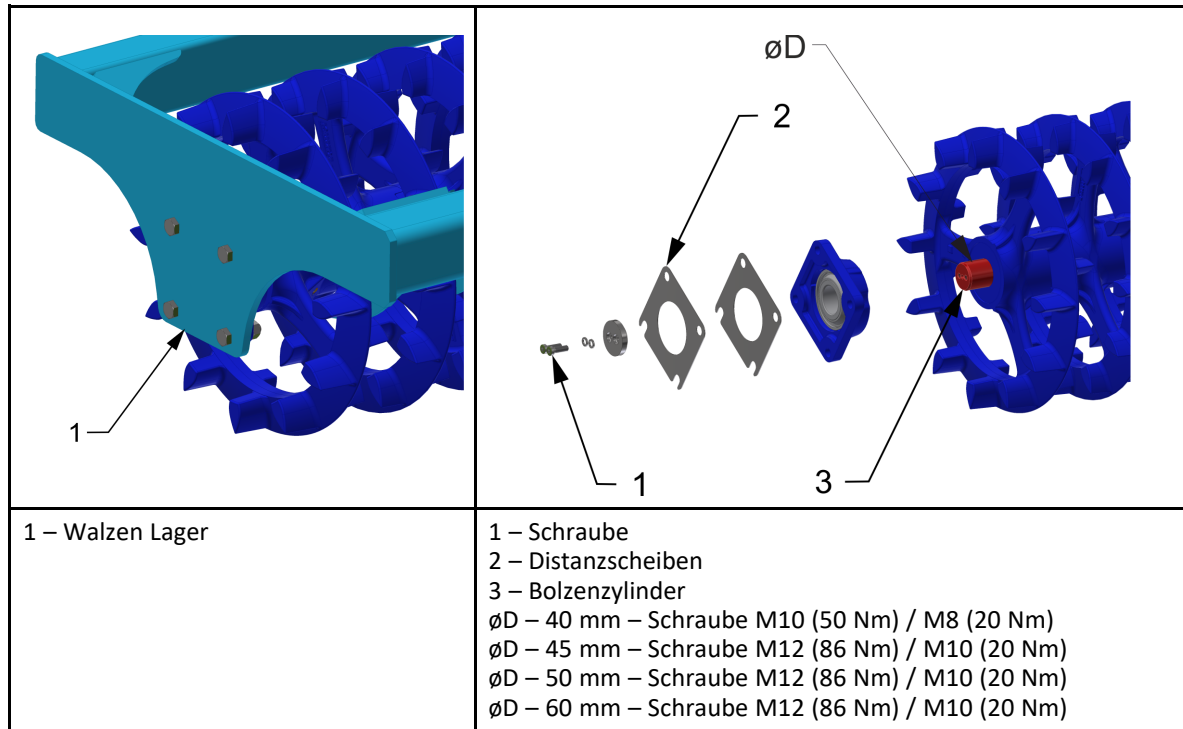 1
øD
2
1
3
1 – Walzen Lager
1 – Schraube
2 – Distanzscheiben
3 – Bolzenzylinder
øD – 40 mm – Schraube M10 (50 Nm) / M8 (20 Nm)
øD – 45 mm – Schraube M12 (86 Nm) / M10 (20 Nm)
øD – 50 mm – Schraube M12 (86 Nm) / M10 (20 Nm)
øD – 60 mm – Schraube M12 (86 Nm) / M10 (20 Nm)